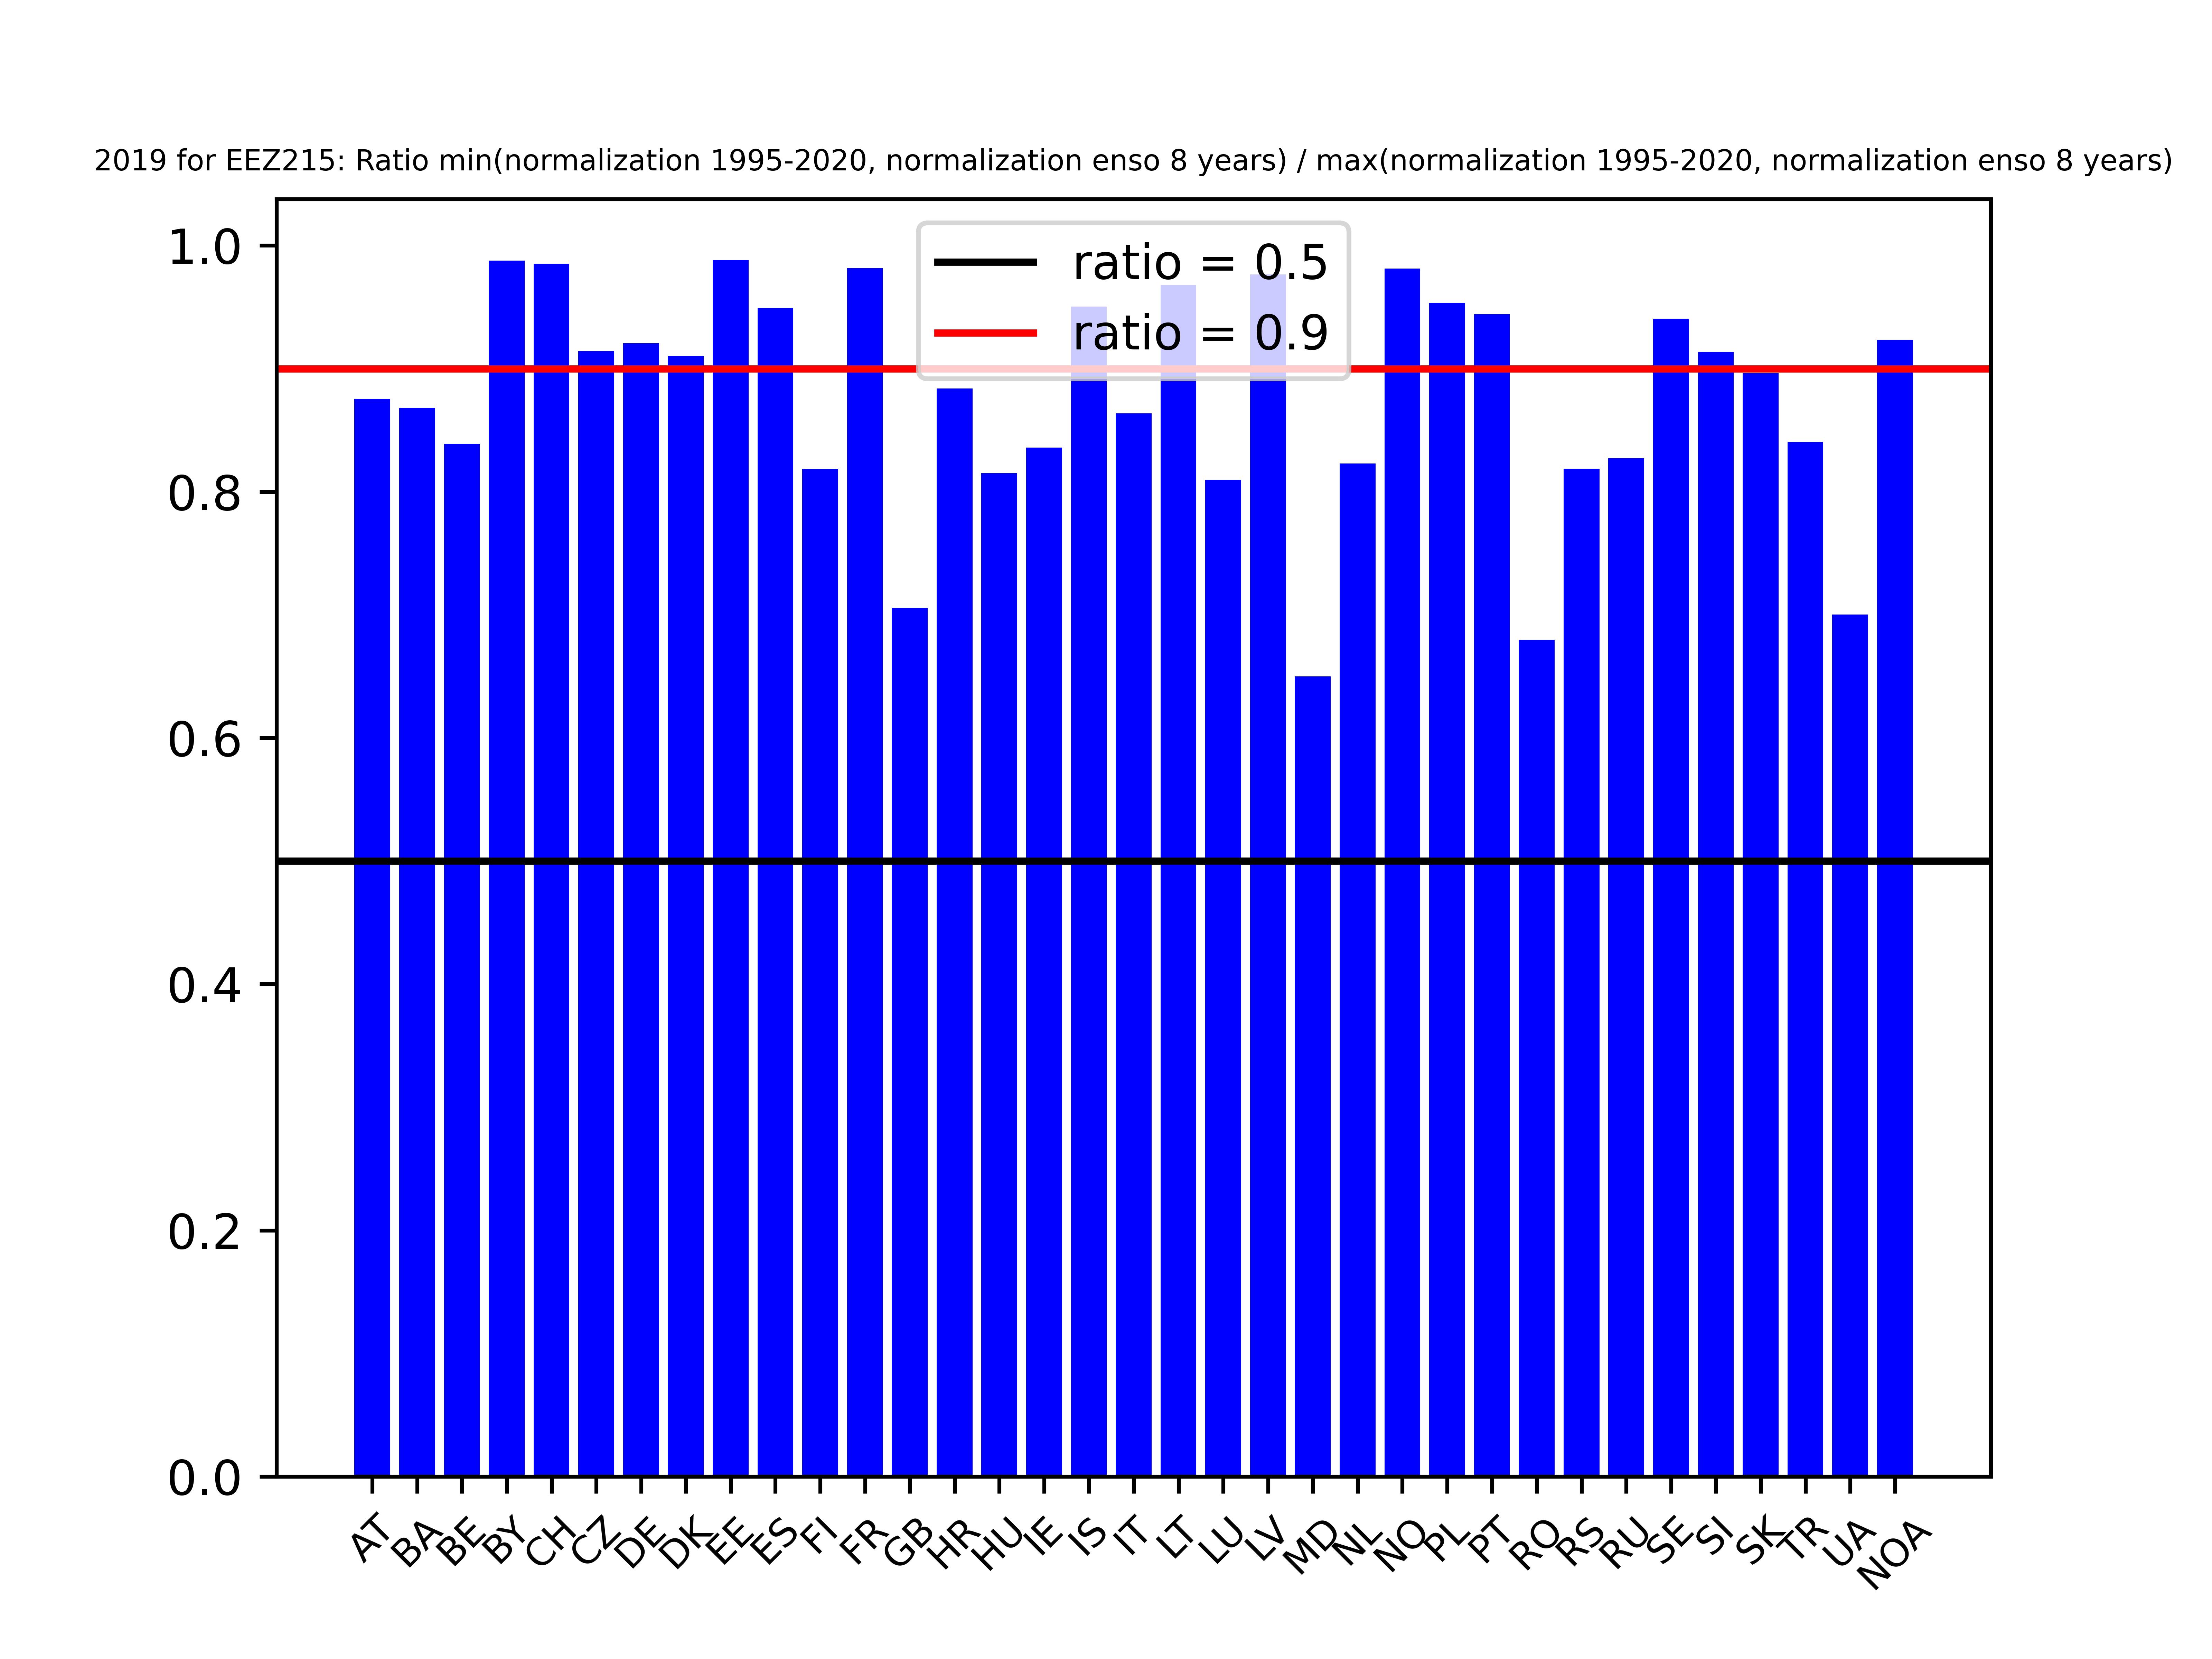 2019 for EEZ215: Ratio min(normalization 1995-2020, normalization enso 8 years) / max(normalization 1995-2020, normalization enso 8 years)
ratio = 0.5
ratio = 0.9
1.0
0.8
0.6
0.4
0.2
0.0
AT BA BE BY CH CZ DE DK EE ES FI FR GB HR HU IE IS IT LT LU LV MD NL NO PL PT RO RS RU SE SI SK TR UA NOA